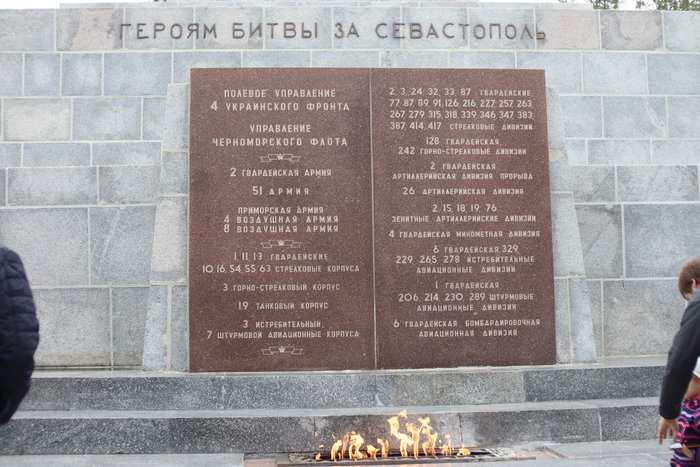 ГЕРОЯМ БИТВЫ ЗА СЕВАСТОПОЛЬ
ПОЛЕВОЕ УПРАВЛЕНИЕ
4 УКРАИНСКОГО ФРОНТА
УПРАВЛЕНИЕ
ЧЕРНОМОРСКОГО ФЛОТА
2 ГВАРДЕЙСКАЯ АРМИЯ
51 АРМИЯ
ПРИМОРСКАЯ АРМИЯ
4 ВОЗДУШНАЯ АРМИЯ
8 ВОЗДУШНАЯ АРМИЯ
1, 11, 13 ГВАРДЕЙСКИЕ
10, 16, 54, 55 63 СТРЕЛКОВЫЕ КОРПУСА
3 ГОРНО-СТРЕЛКОВЫЙ КОРПУС
19 ТАНКОВЫЙ КОРПУС
3 ИСТРЕБИТЕЛЬНЫЙ,
7 ШТУРМОВОЙ АВИАЦИОННЫЕ КОРПУСА
2, 3, 24, 32, 33, 87 ГВАРДЕЙСКИЕ,
77, 87, 89, 91, 126, 216, 227, 257, 263,
267, 279, 315, 318, 339, 346, 347, 383,
387, 414, 417 СТРЕЛКОВЫЕ ДИВИЗИИ
128 ГВАРДЕЙСКАЯ,
242 ГОРНО-СТРЕЛКОВЫЕ ДИВИЗИИ
2 ГВАРДЕЙСКАЯ
АРТИЛЛЕРИЙСКАЯ ДИВИЗИЯ ПРОРЫВА
26 АРТИЛЛЕРИЙСКАЯ ДИВИЗИЯ
2, 15, 18, 19, 76
ЗЕНИТНЫЕ АРТИЛЛЕРИЙСКИЕ ДИВИЗИИ
4 ГВАРДЕЙСКАЯ МИНОМЕТНАЯ ДИВИЗИЯ
6 ГВАРДЕЙСКАЯ, 329,
229, 265, 278 ИСТРЕБИТЕЛЬНЫЕ
АВИАЦИОННЫЕ ДИВИЗИИ
1 ГВАРДЕЙСКАЯ
206, 214, 230, 289 ШТУРМОВЫЕ
АВИАЦИОННЫЕ ДИВИЗИИ
6 ГВАРДЕЙСКАЯ БОМБАРДИРОВОЧНАЯ
АВИАЦИОННАЯ ДИВИЗИЯ